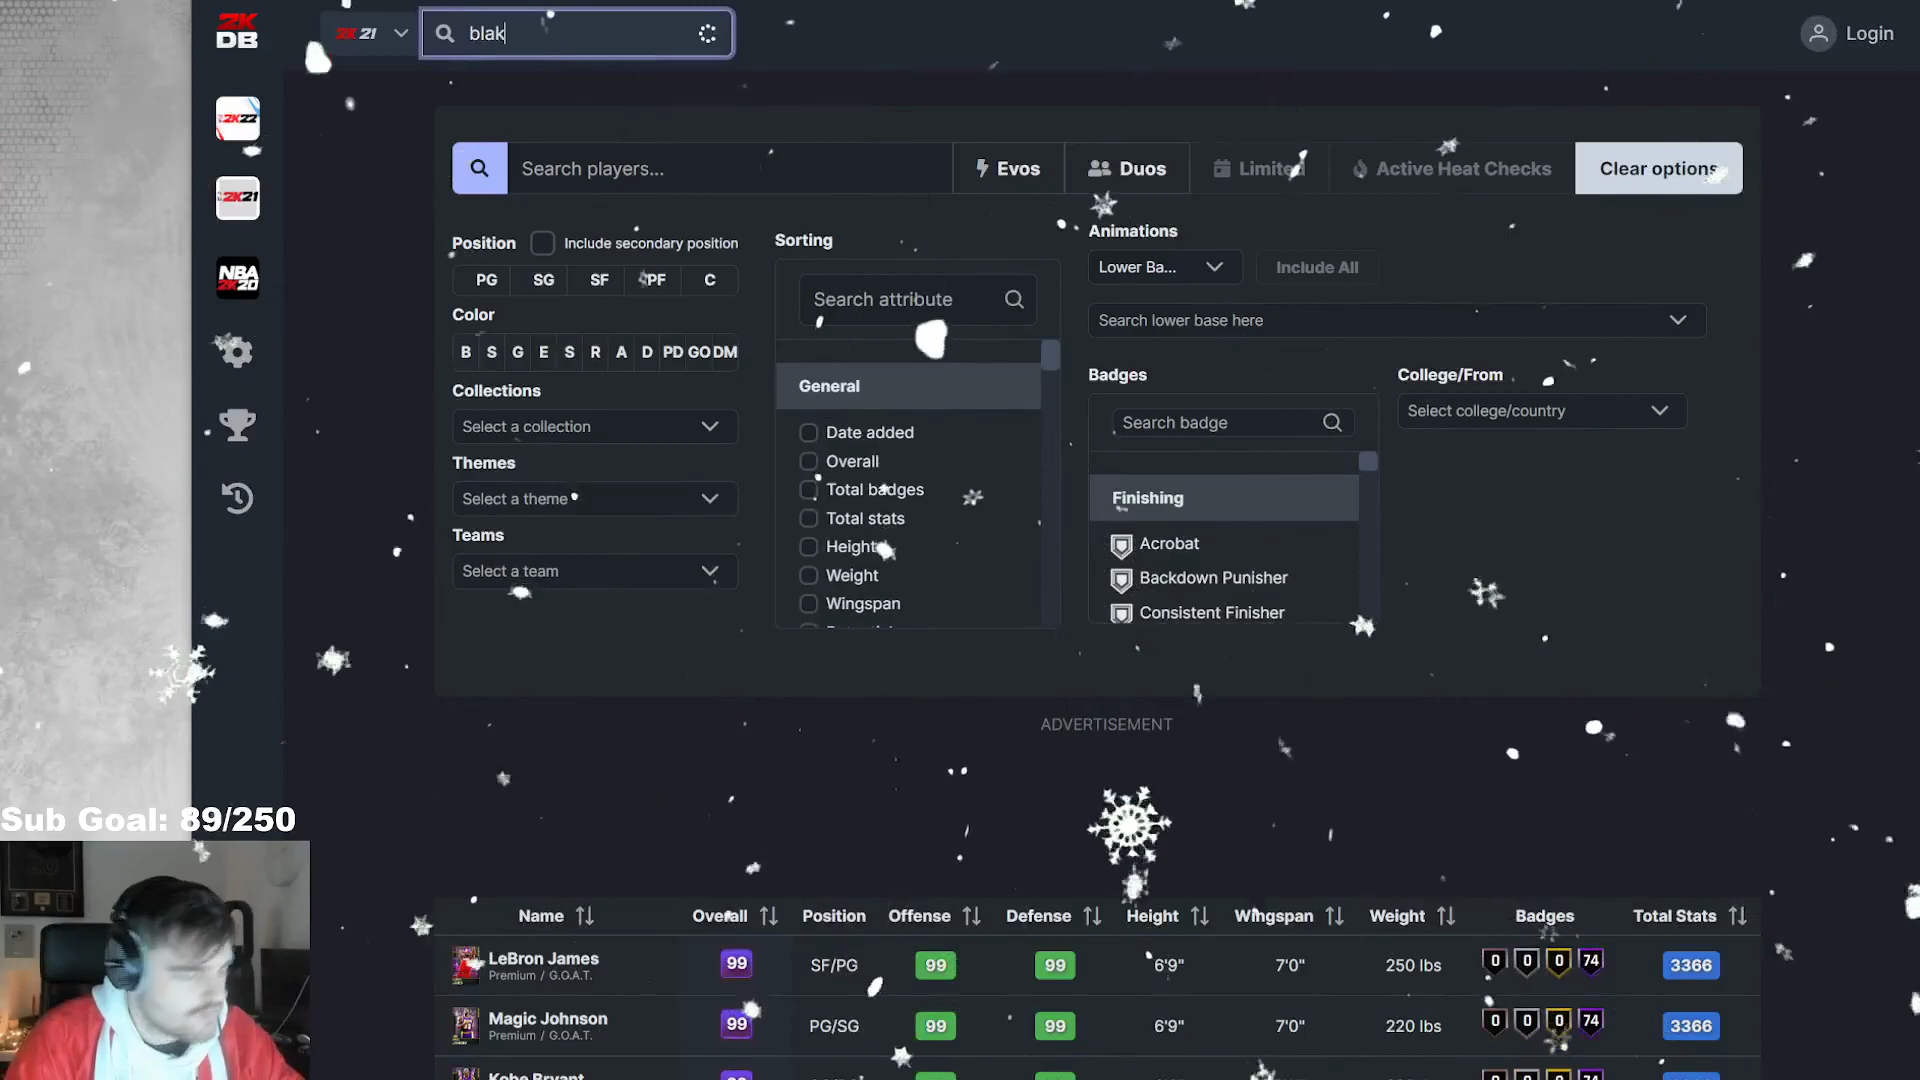 2K
DB
2K21
blak
Login
2K22
2K21
NBA
2K20
Search players...
Evos
Duos
Limited
Active Heat Checks
Clear options
Position
Include secondary position
PG SG SF PF C
Color
B S G E S R A D PD GO DM
Collections
Select a collection
Themes
Select a theme
Teams
Select a team
Sorting
Search attribute
General
Date added
Overall
Total badges
Total stats
Height
Weight
Wingspan
Animations
Lower Ba...
Include All
Search lower base here
Badges
Search badge
Finishing
Acrobat
Backdown Punisher
Consistent Finisher
College/From
Select college/country
ADVERTISEMENT
Sub Goal: 89/250
Name Overall Position Offense Defense Height Wingspan Weight Badges Total Stats
LeBron James 99 SF/PG 99 99 6'9" 7'0" 250 lbs 0 0 0 74 3366
Premium / G.O.A.T.
Magic Johnson 99 PG/SG 99 99 6'9" 7'0" 220 lbs 0 0 0 74 3366
Premium / G.O.A.T.
Kobe Bryant